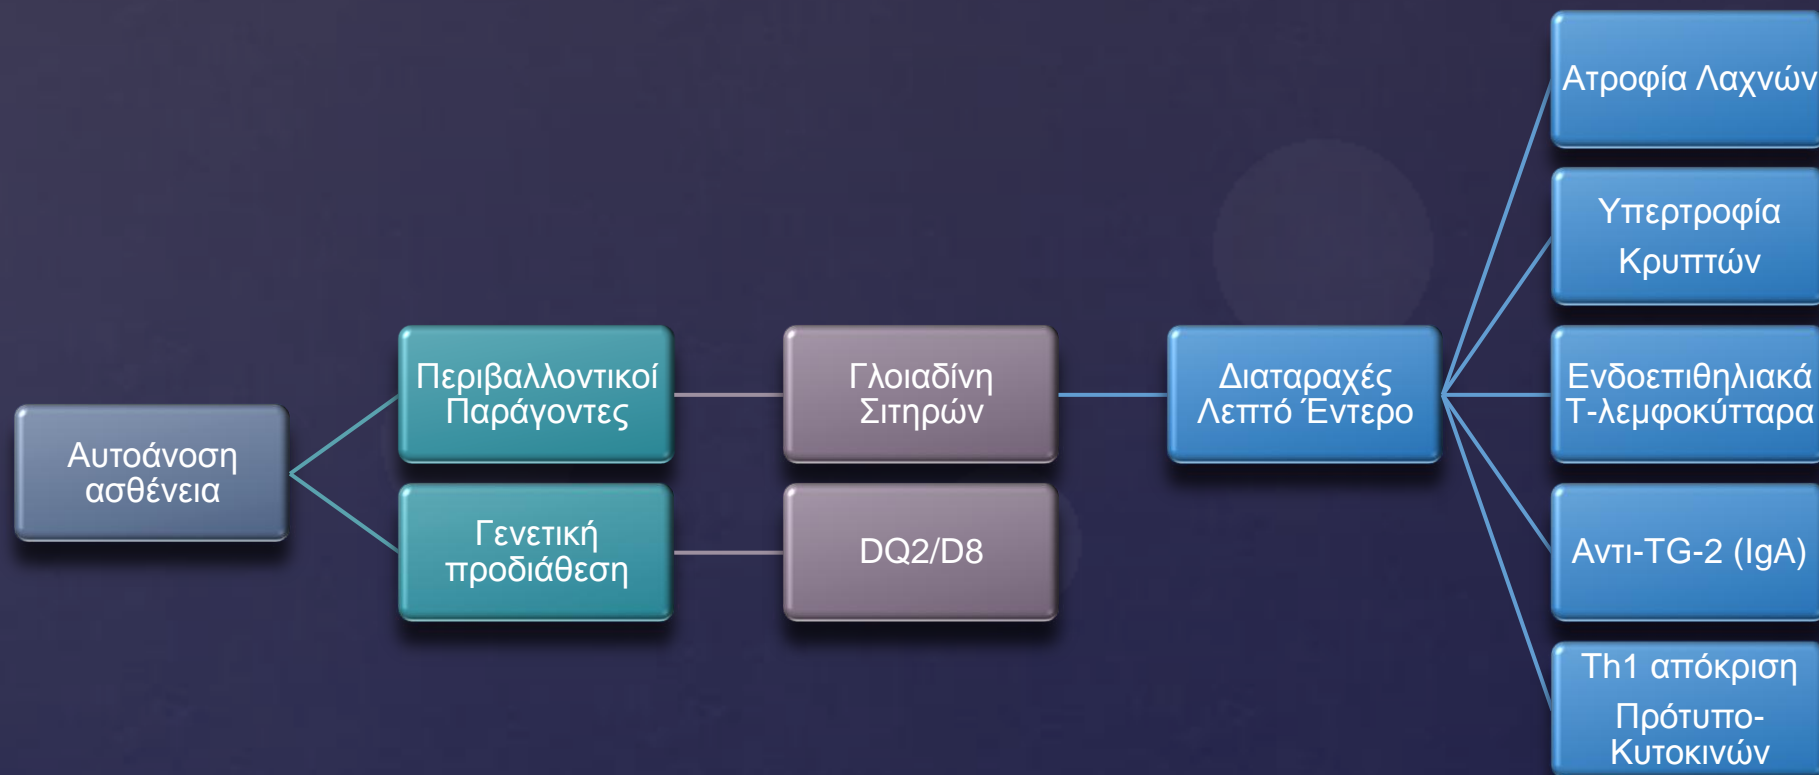 Αυτοάνοση
ασθένεια
Περιβαλλοντικοί
Παράγοντες
Γενετική
προδιάθεση
Γλοιαδίνη
Σιτηρών
DQ2/D8
Διαταραχές
Λεπτό Έντερο
Ατροφία Λαχνών
Υπερτροφία
Κρυπτών
Ενδοεπιθηλιακά
Τ-λεμφοκύτταρα
Αντι-TG-2 (IgA)
Th1 απόκριση
Πρότυπο-
Κυτοκινών